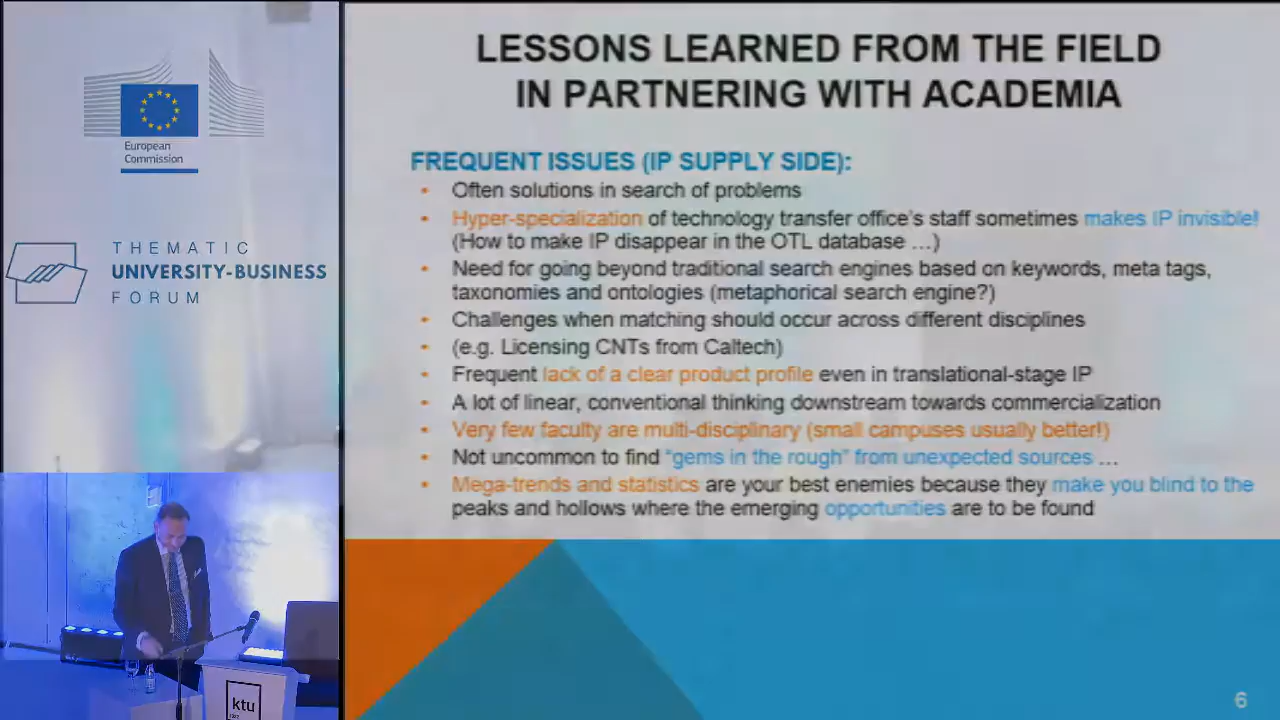 European
Commission
THEMATIC
UNIVERSITY-BUSINESS
FORUM
ktu
1922
LESSONS LEARNED FROM THE FIELD
IN PARTNERING WITH ACADEMIA
FREQUENT ISSUES (IP SUPPLY SIDE):
• Often solutions in search of problems
• Hyper-specialization of technology transfer office's staff sometimes makes IP invisible!
(How to make IP disappear in the OTL database ...)
• Need for going beyond traditional search engines based on keywords, meta tags,
taxonomies and ontologies (metaphorical search engine?)
• Challenges when matching should occur across different disciplines
• (e.g. Licensing CNTs from Caltech)
• Frequent lack of a clear product profile even in translational-stage IP
• A lot of linear, conventional thinking downstream towards commercialization
• Very few faculty are multi-disciplinary (small campuses usually better!)
• Not uncommon to find "gems in the rough" from unexpected sources ...
• Mega-trends and statistics are your best enemies because they make you blind to the
peaks and hollows where the emerging opportunities are to be found
6